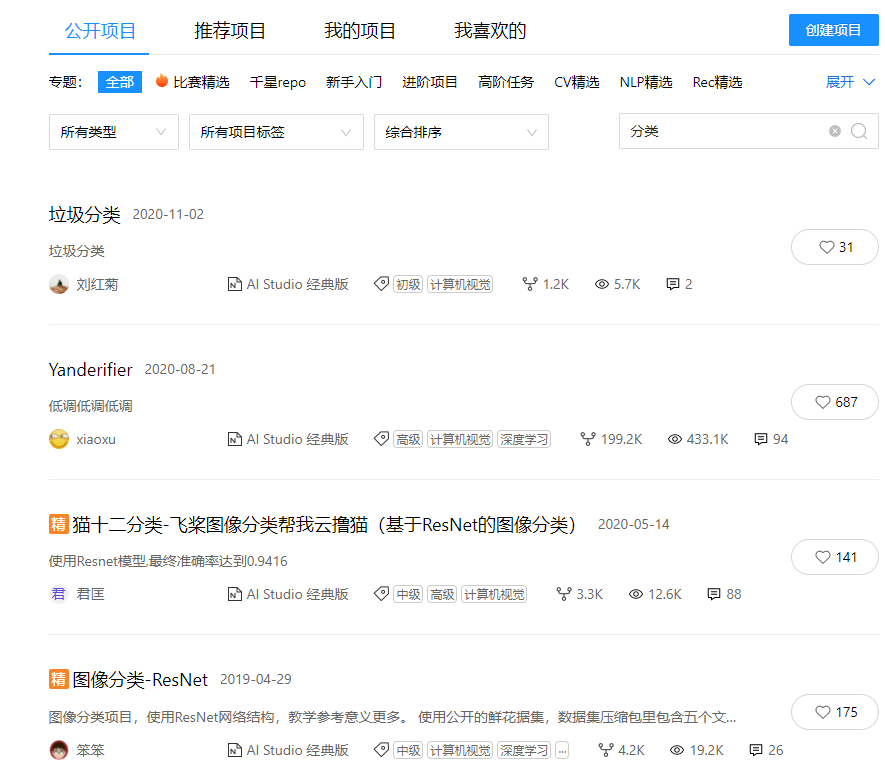 公开项目 推荐项目 我的项目 我喜欢的 创建项目
专题： 全部 比赛精选 千星repo 新手入门 进阶项目 高阶任务 CV精选 NLP精选 Rec精选 展开
所有类型 所有项目标签 综合排序 分类
垃圾分类 2020-11-02
垃圾分类
31
刘红菊 AI Studio 经典版 初级 计算机视觉 1.2K 5.7K 2
Yanderifier 2020-08-21
低调低调低调
687
xiaoxu AI Studio 经典版 高级 计算机视觉 深度学习 199.2K 433.1K 94
精 猫十二分类-飞桨图像分类帮我云撸猫（基于ResNet的图像分类） 2020-05-14
使用Resnet模型,最终准确率达到0.9416
141
君 君匡 AI Studio 经典版 中级 高级 计算机视觉 3.3K 12.6K 88
精 图像分类-ResNet 2019-04-29
图像分类项目，使用ResNet网络结构，教学参考意义更多。 使用公开的鲜花据集，数据集压缩包里包含五个文...
175
笨笨 AI Studio 经典版 中级 计算机视觉 深度学习 ... 4.2K 19.2K 26